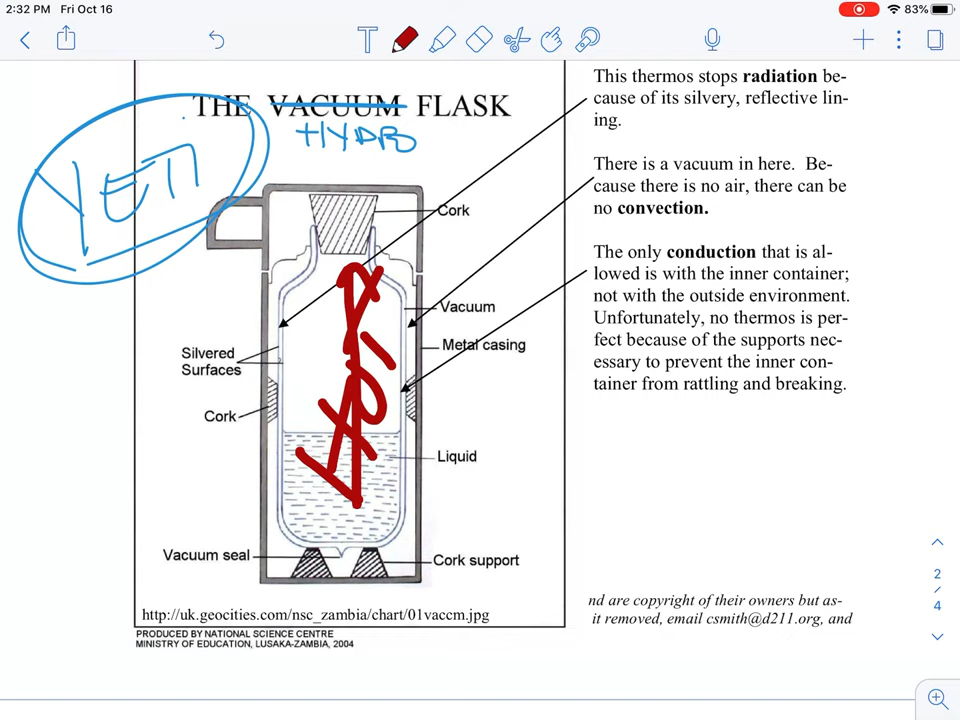 2:32 PM Fri Oct 16
83%
T
This thermos stops radiation be-
cause of its silvery, reflective lin-
ing.
THE VACUUM FLASK
HYDRO
YETI
There is a vacuum in here. Be-
cause there is no air, there can be
no convection.
Cork
The only conduction that is al-
lowed is with the inner container;
not with the outside environment.
Unfortunately, no thermos is per-
fect because of the supports nec-
essary to prevent the inner con-
tainer from rattling and breaking.
Vacuum
Metal casing
Silvered
Surfaces
Cork
HOT
Liquid
Vacuum seal
Cork support
2
/
4
http://uk.geocities.com/nsc_zambia/chart/01vaccm.jpg
nd are copyright of their owners but as-
it removed, email csmith@d211.org, and
PRODUCED BY NATIONAL SCIENCE CENTRE
MINISTRY OF EDUCATION, LUSAKA-ZAMBIA, 2004